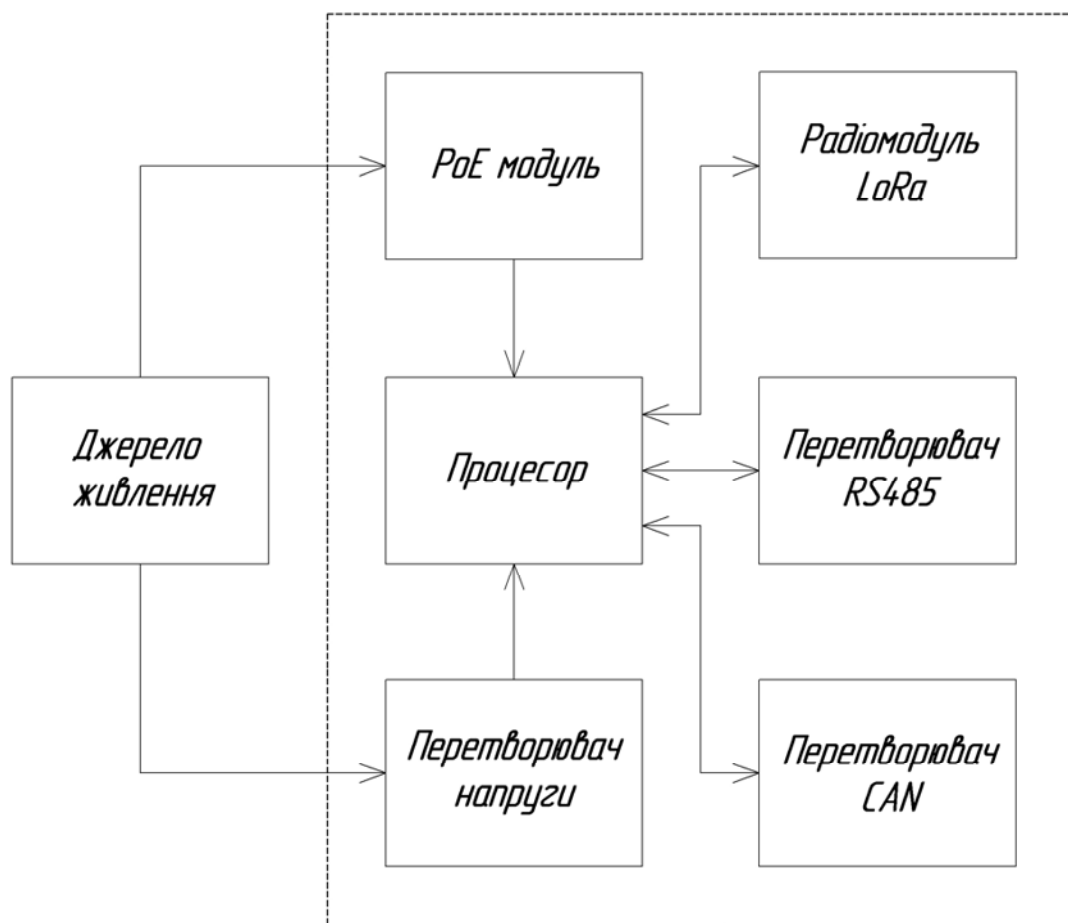 PoE модуль
Радіомодуль
LoRa
Джерело
живлення
Процесор
Перетворювач
RS485
Перетворювач
напруги
Перетворювач
CAN